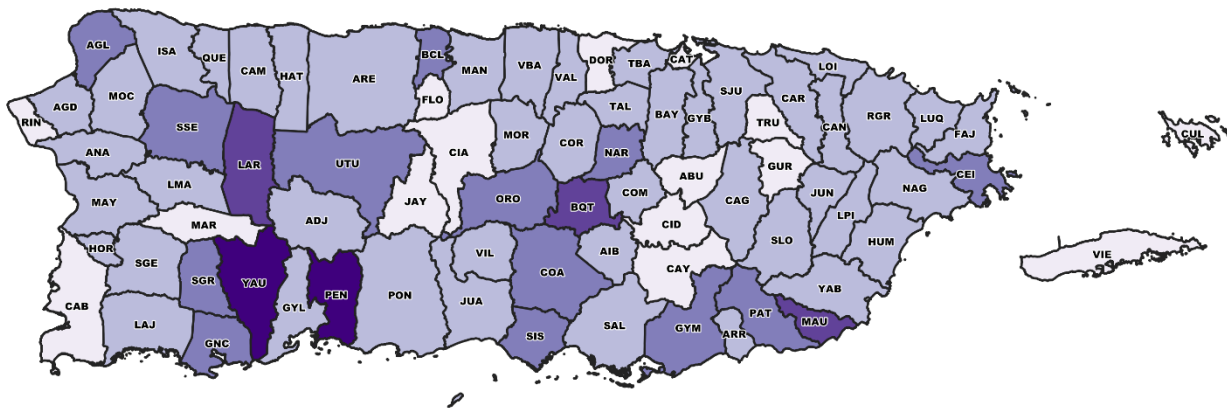 AGL
ISA
QUE
CAM
HAT
ARE
BCL
MAN
VBA
VAL
DOR
TBA
CAT
LOI
SJU
CAR
CAN
RGR
LUQ
FAJ
CUL
RIN
AGD
MOC
FLO
TAL
BAY
GYB
TRU
SSE
ANA
LAR
UTU
CIA
MOR
COR
NAR
ABU
GUR
CEI
LMA
MAY
MAR
ADJ
JAY
ORO
BQT
COM
CID
CAG
JUN
LPI
NAG
HUM
HOR
SGE
SGR
YAU
PEN
GYL
PON
VIL
JUA
COA
AIB
CAY
SLO
YAB
VIE
CAB
LAJ
GNC
SIS
SAL
GYM
PAT
ARR
MAU